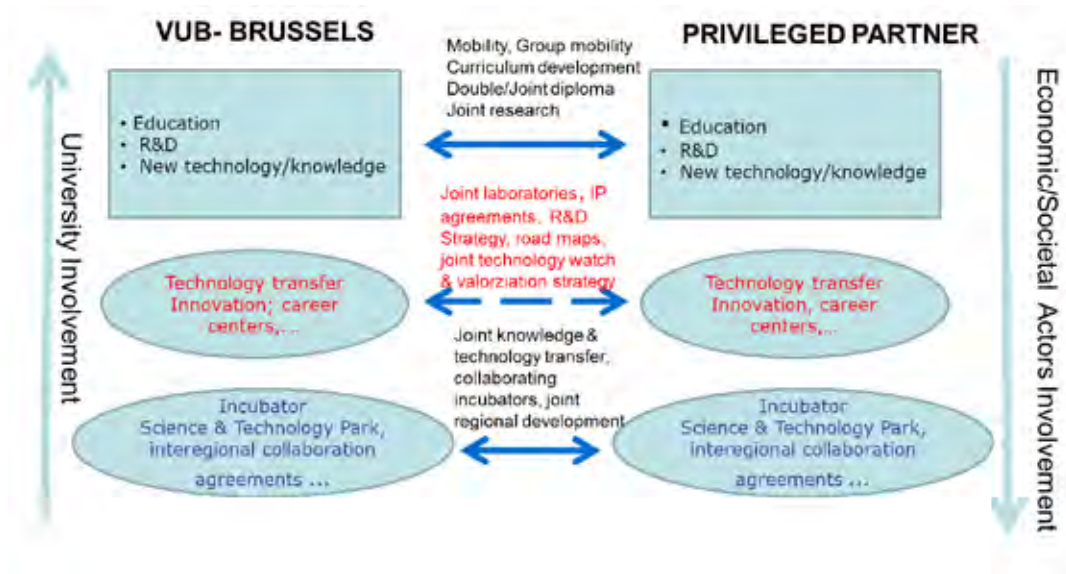 VUB- BRUSSELS
PRIVILEGED PARTNER
Mobility, Group mobility
Curriculum development
Double/Joint diploma
Joint research
University Involvement
• Education
• R&D
• New technology/knowledge
▪ Education
• R&D
• New technology/knowledge
Economic/Societal Actors Involvement
Joint laboratories, IP
agreements, R&D
Strategy, road maps,
joint technology watch
& valorziation strategy
Technology transfer
Innovation; career
centers,...
Technology transfer
Innovation, career
centers,...
Joint knowledge &
technology transfer,
collaborating
incubators, joint
regional development
Incubator
Science & Technology Park,
interegional collaboration
agreements ...
Incubator
Science & Technology Park,
interegional collaboration
agreements ...